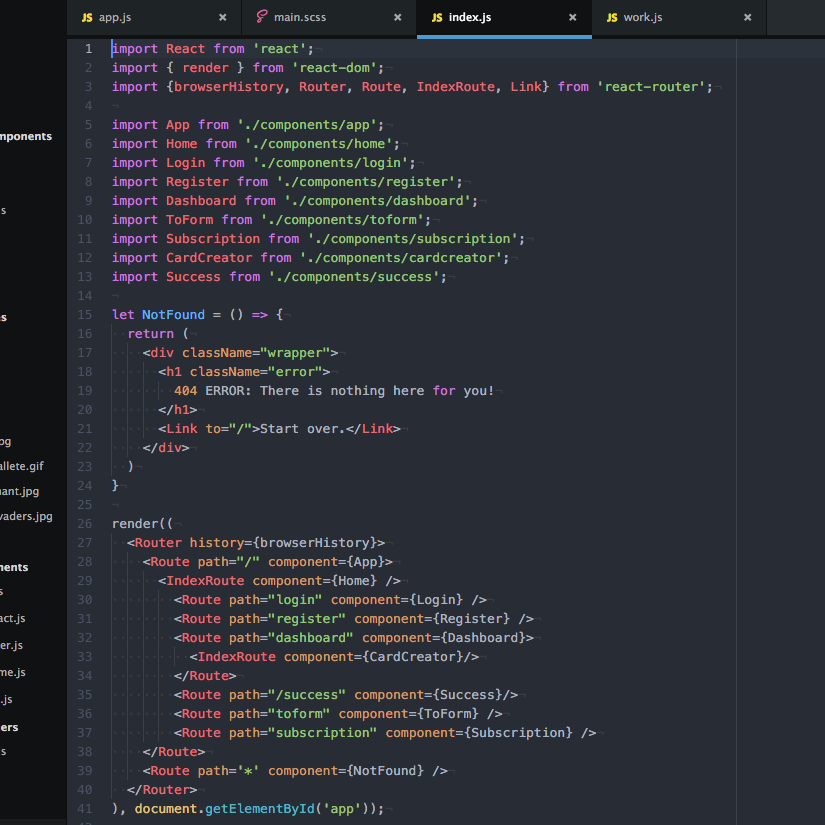 JS app.js ×
main.scss ×
JS index.js ×
JS work.js ×
mponents
s
s
pg
allete.gif
nant.jpg
vaders.jpg
nents
s
act.js
er.js
me.js
.js
ers
s
1 import React from 'react';
2 import { render } from 'react-dom';
3 import {browserHistory, Router, Route, IndexRoute, Link} from 'react-router';
4
5 import App from './components/app';
6 import Home from './components/home';
7 import Login from './components/login';
8 import Register from './components/register';
9 import Dashboard from './components/dashboard';
10 import ToForm from './components/toform';
11 import Subscription from './components/subscription';
12 import CardCreator from './components/cardcreator';
13 import Success from './components/success';
14
15 let NotFound = () => {
16   return (
17     <div className="wrapper">
18       <h1 className="error">
19         404 ERROR: There is nothing here for you!
20       </h1>
21       <Link to="/">Start over.</Link>
22     </div>
23   )
24 }
25
26 render((
27   <Router history={browserHistory}>
28     <Route path="/" component={App}>
29       <IndexRoute component={Home} />
30         <Route path="login" component={Login} />
31         <Route path="register" component={Register} />
32         <Route path="dashboard" component={Dashboard}>
33           <IndexRoute component={CardCreator}/>
34         </Route>
35         <Route path="/success" component={Success}/>
36         <Route path="toform" component={ToForm} />
37         <Route path="subscription" component={Subscription} />
38     </Route>
39     <Route path='*' component={NotFound} />
40   </Router>
41 ), document.getElementById('app'));